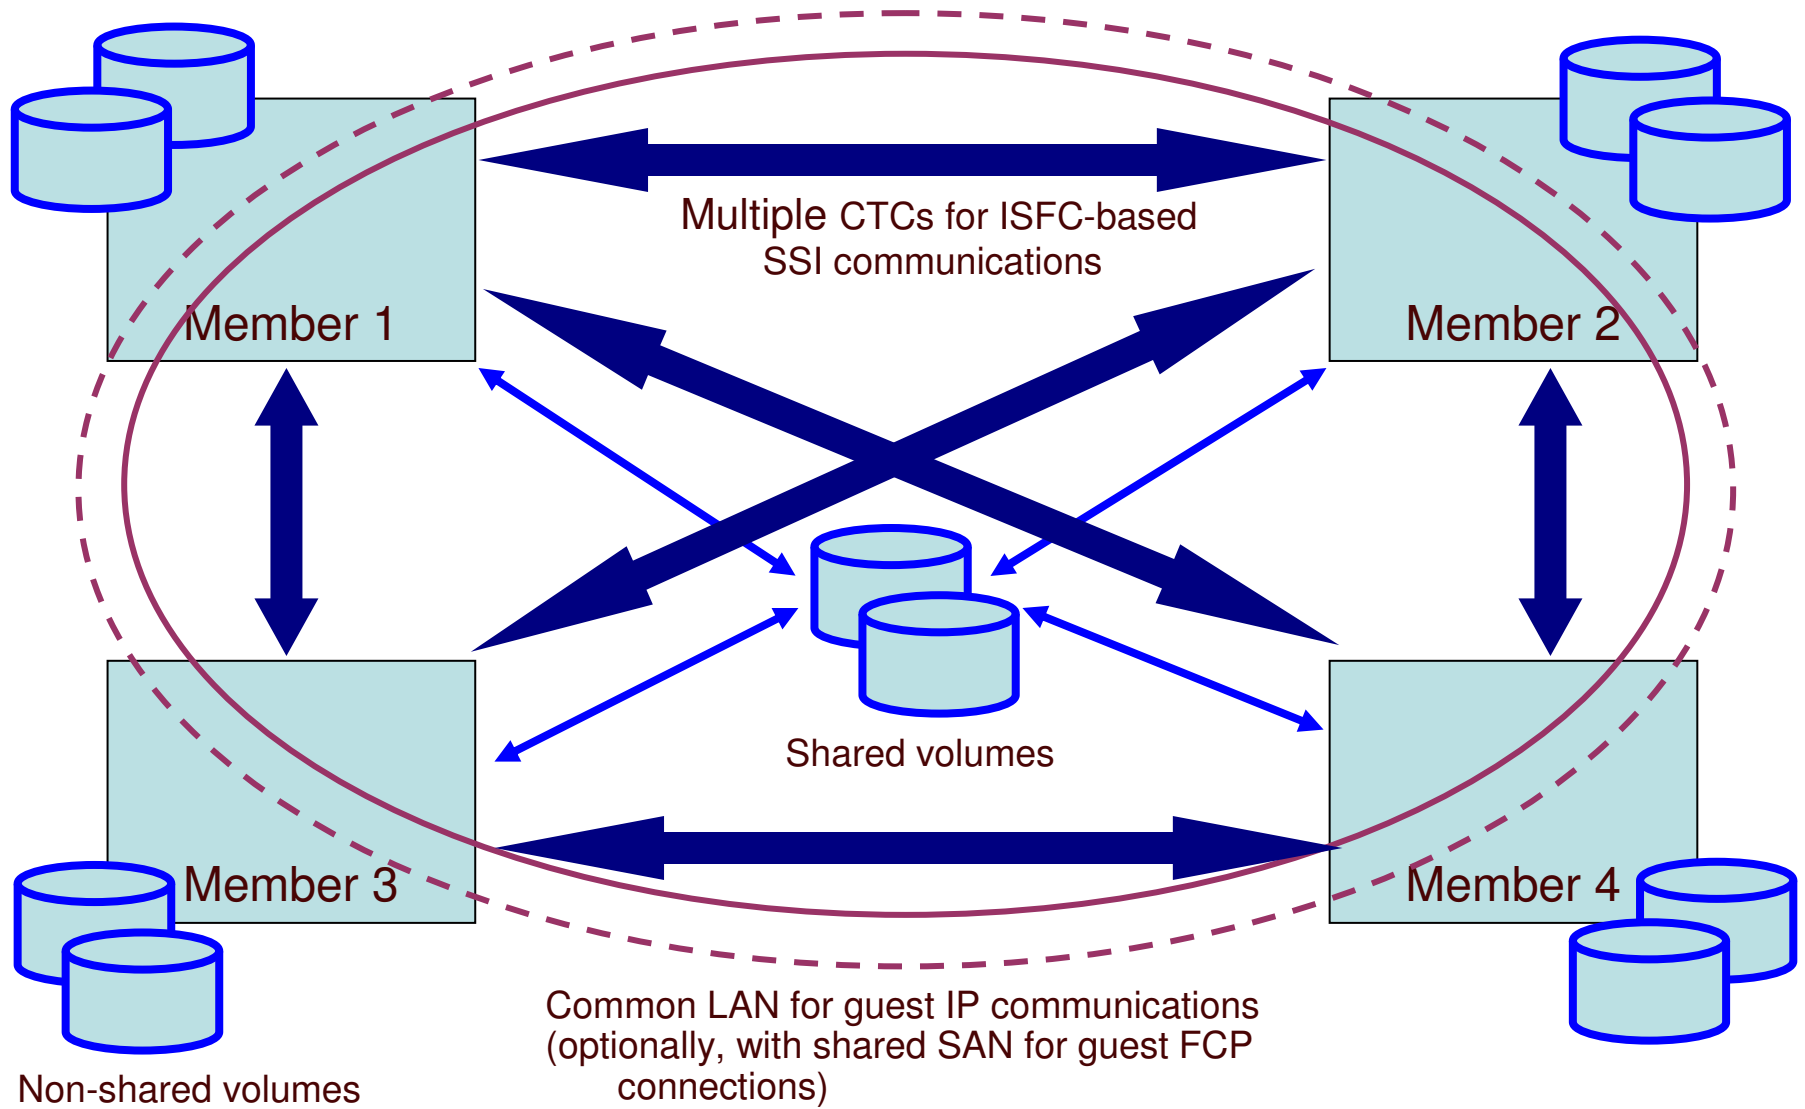 Multiple CTCs for ISFC-based
SSI communications
Member 1
Member 2
Shared volumes
Member 3
Member 4
Common LAN for guest IP communications
(optionally, with shared SAN for guest FCP
connections)
Non-shared volumes